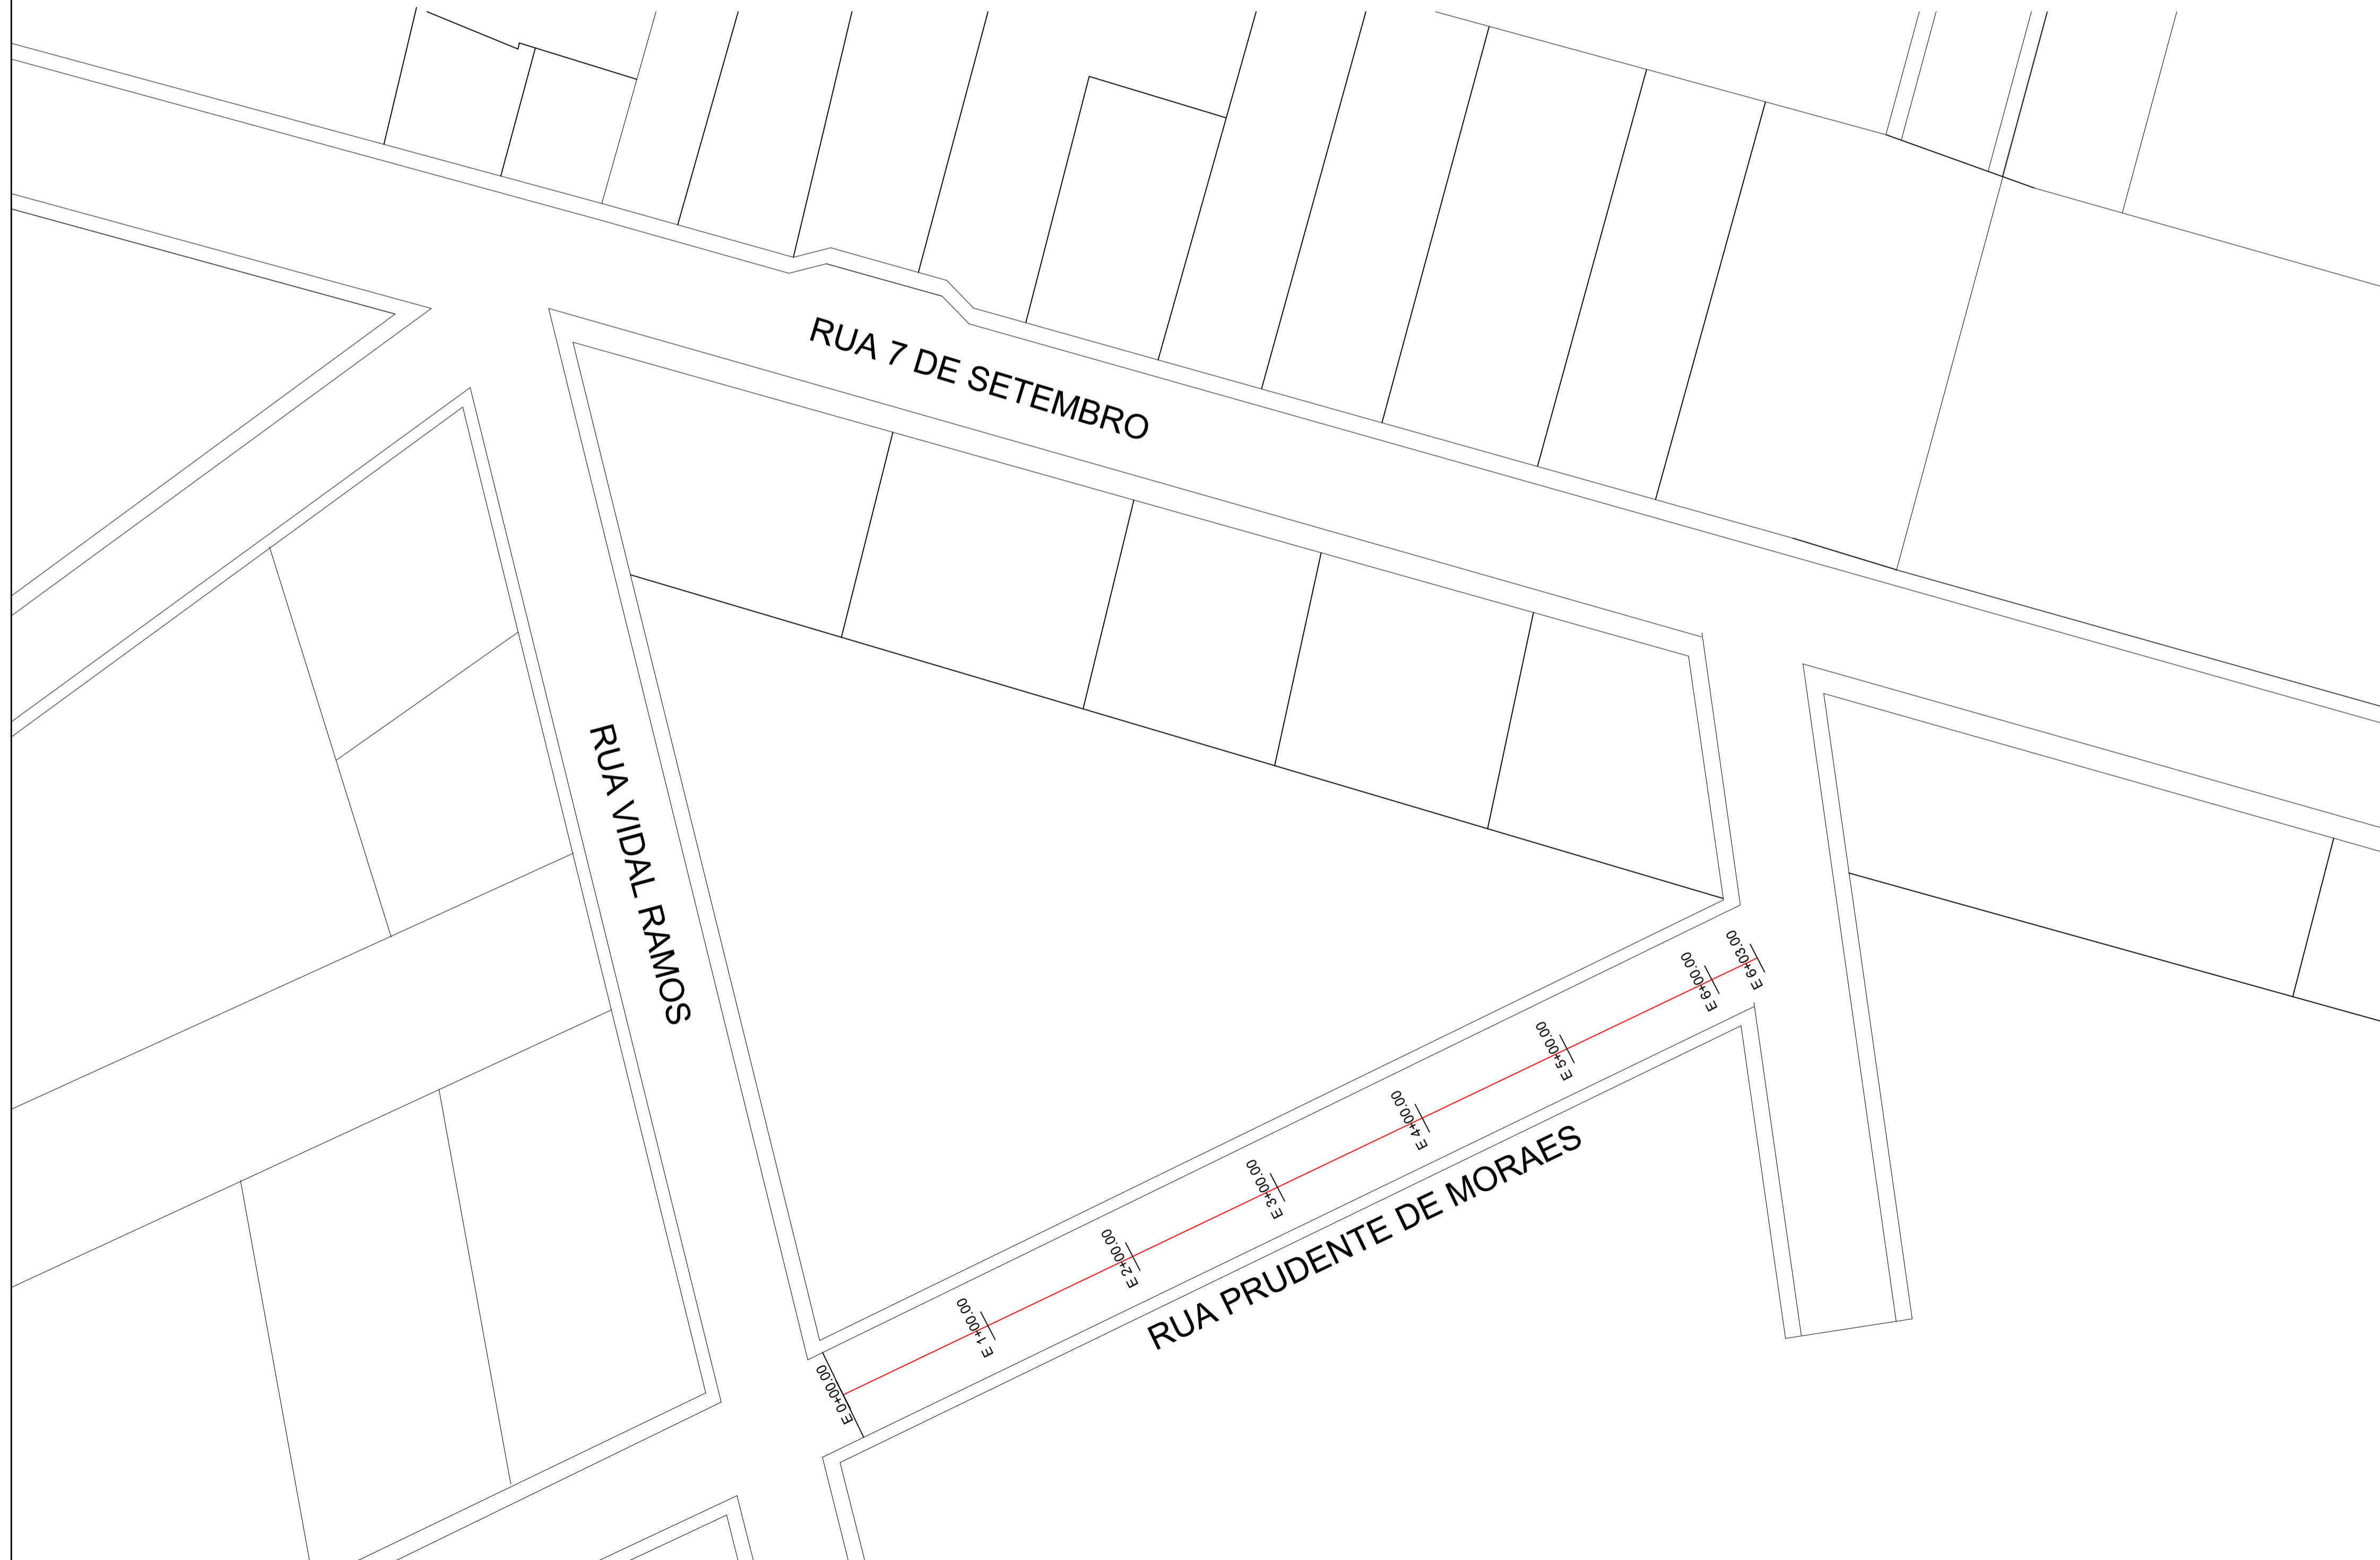 RUA 7 DE SETEMBRO
RUA VIDAL RAMOS
E 6+03.00
E 6+00.00
E 5+00.00
E 4+00.00
E 3+00.00
E 2+00.00
E 1+00.00
E 0+00.00
RUA PRUDENTE DE MORAES